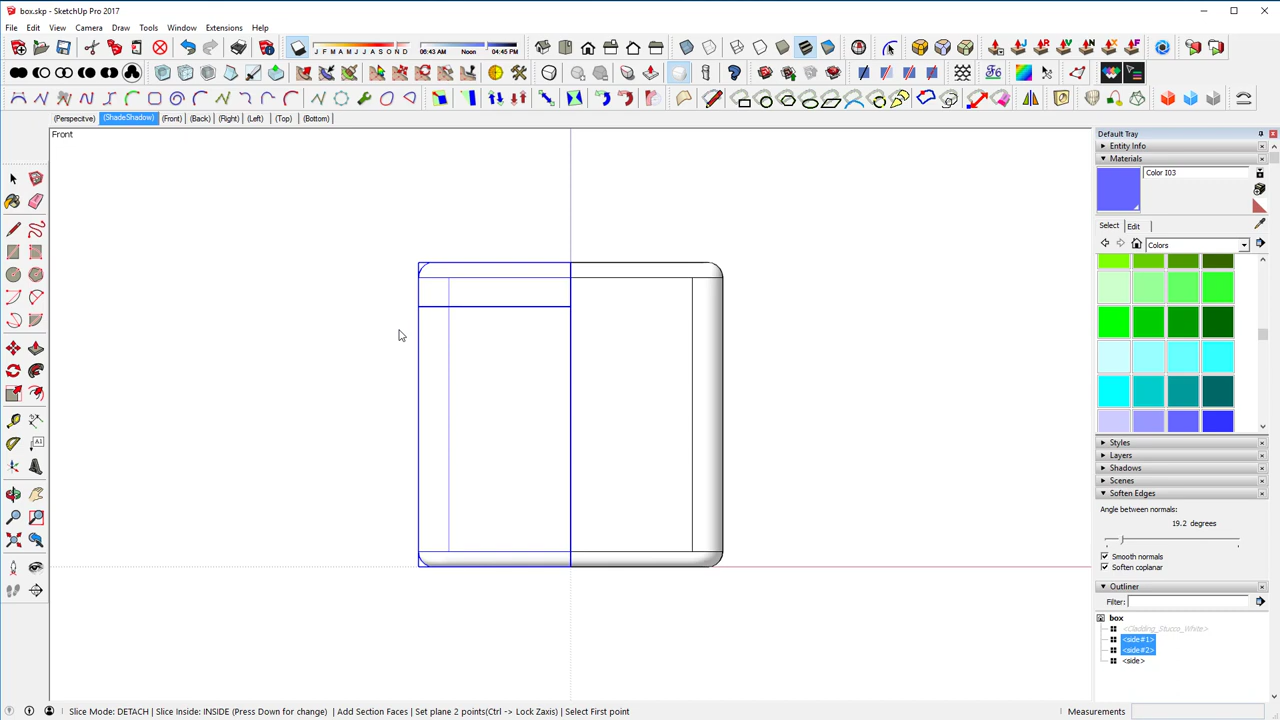 box.skp - SketchUp Pro 2017
File Edit View Camera Draw Tools Window Extensions Help
J F M A M J J A S O N D 06:43 AM Noon 04:45 PM
(Perspecitve) (ShadeShadow) (Front) (Back) (Right) (Left) (Top) (Bottom)
Front
Default Tray
Entity Info
Materials
Color I03
Select Edit
Colors
Styles
Layers
Shadows
Scenes
Soften Edges
Angle between normals:
19.2 degrees
Smooth normals
Soften coplanar
Outliner
Filter:
box
<Cladding_Stucco_White>
<side#1>
<side#2>
<side>
Slice Mode: DETACH | Slice Inside: INSIDE (Press Down for change) | Add Section Faces | Set plane 2 points(Ctrl -> Lock Zaxis) | Select First point
Measurements